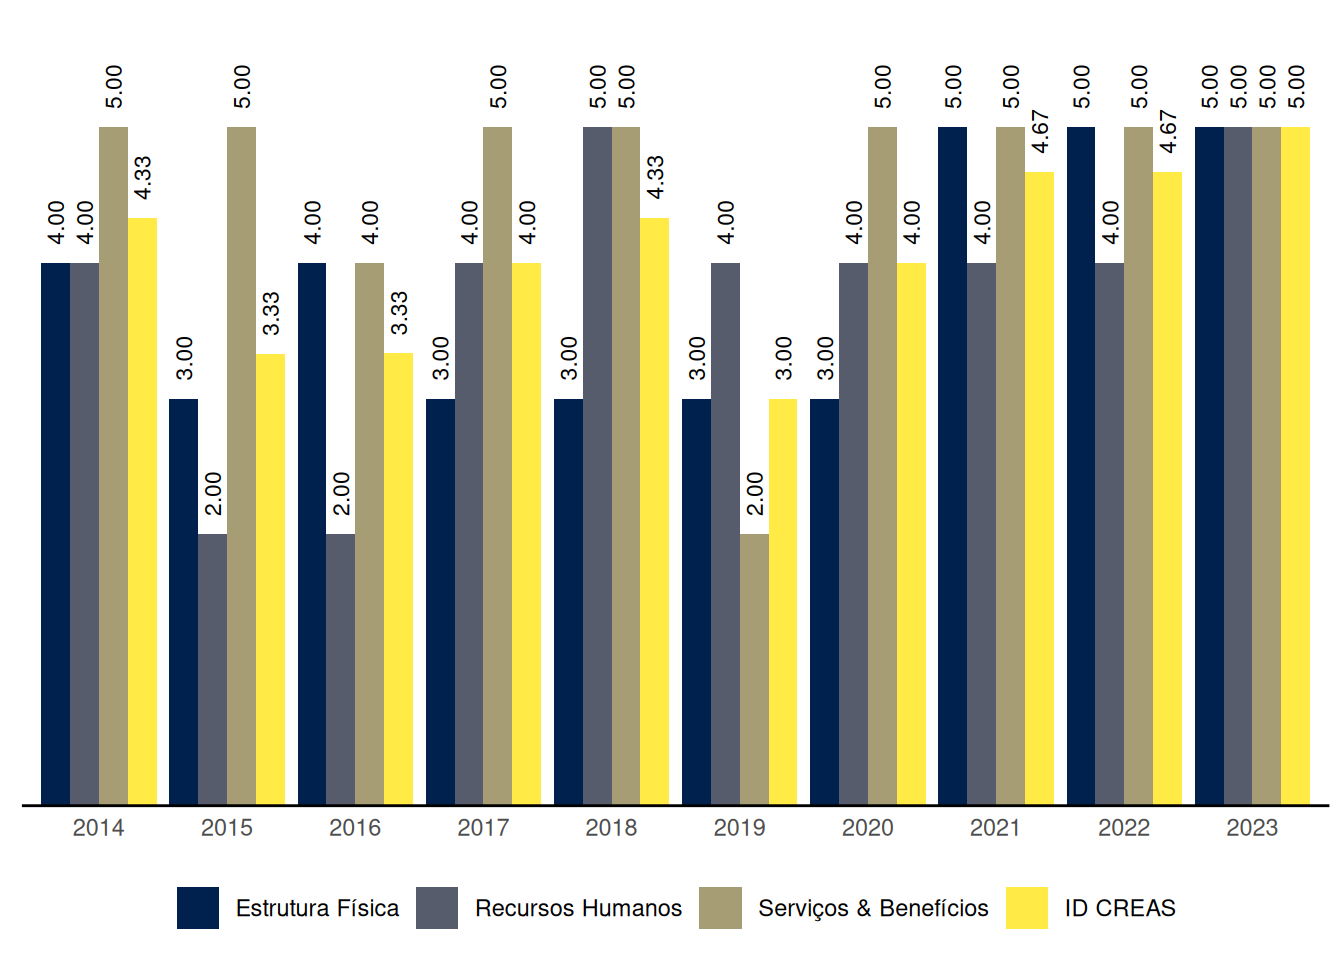 4.00 4.00 5.00 4.33
3.00 2.00 5.00 3.33
4.00 2.00 4.00 3.33
3.00 4.00 5.00 4.00
3.00 5.00 5.00 4.33
3.00 4.00 2.00 3.00
3.00 4.00 5.00 4.00
5.00 4.00 5.00 4.67
5.00 4.00 5.00 4.67
5.00 5.00 5.00 5.00
2014 2015 2016 2017 2018 2019 2020 2021 2022 2023
Estrutura Física Recursos Humanos Serviços & Benefícios ID CREAS